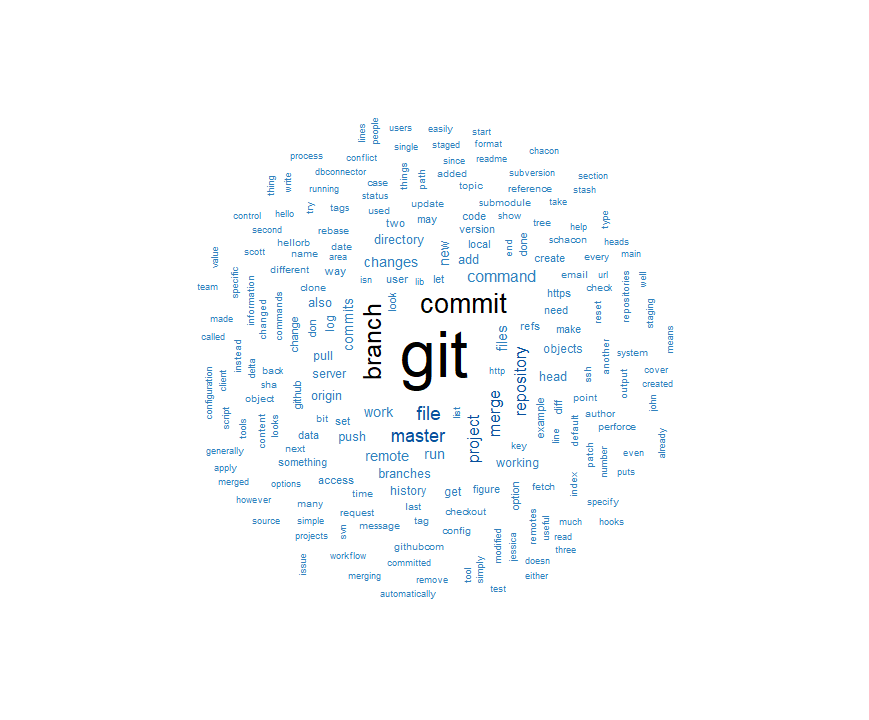 lines
people
users
easily
start
single
staged
format
chacon
process
conflict
since
readme
thing
write
dbconnector
things
path
added
subversion
section
running
case
topic
reference
stash
status
control
hello
try
tags
used
update
submodule
take
type
second
rebase
two
may
code
show
tree
help
version
value
scott
hellorb
name
date
area
directory
new
local
end
done
schacon
heads
specific
different
way
changes
add
create
every
main
team
information
changed
commands
clone
isn
user
lib
let
command
email
url
check
repositories
well
also
look
commit
https
need
reset
staging
made
called
change
don
log
commits
branch
git
files
refs
make
means
instead
delta
back
pull
server
http
repository
objects
another
system
configuration
client
sha
github
origin
head
ssh
output
cover
created
script
object
merge
example
diff
point
john
tools
content
looks
bit
set
work
file
list
project
line
default
author
perforce
already
generally
data
push
master
key
patch
number
even
apply
next
something
remote
run
working
puts
merged
options
access
branches
index
however
many
time
history
get
figure
option
fetch
specify
source
simple
request
last
checkout
remotes
useful
much
hooks
projects
svn
message
tag
config
modified
jessica
read
three
issue
workflow
githubcom
committed
doesn
merging
remove
tool
simply
either
automatically
test